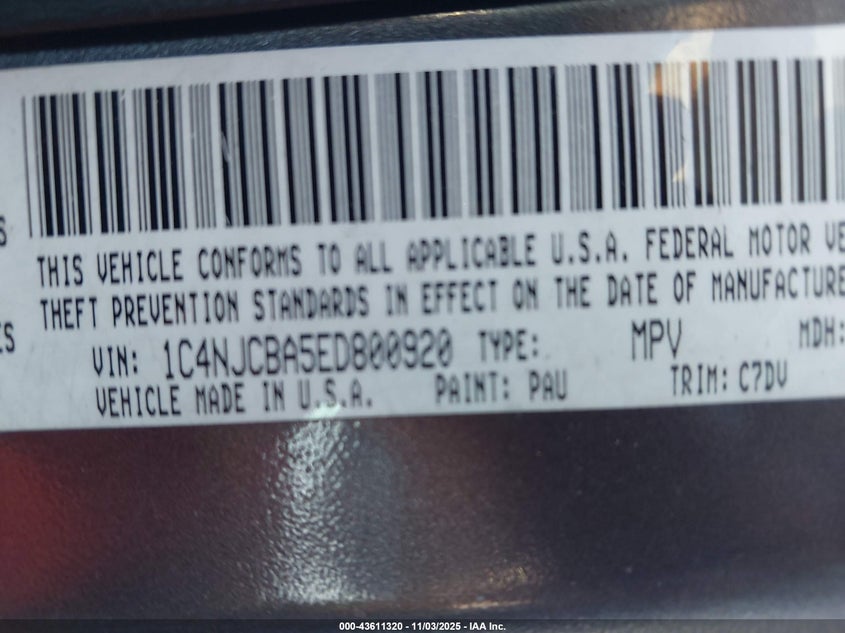 S
THIS VEHICLE CONFORMS TO ALL APPLICABLE U.S.A. FEDERAL MOTOR VE
THEFT PREVENTION STANDARDS IN EFFECT ON THE DATE OF MANUFACTURE
ES
VIN: 1C4NJCBA5ED800920 TYPE: MPV MDH:
VEHICLE MADE IN U.S.A. PAINT: PAU TRIM: C7DV
000-43611320 - 11/03/2025 - IAA Inc.